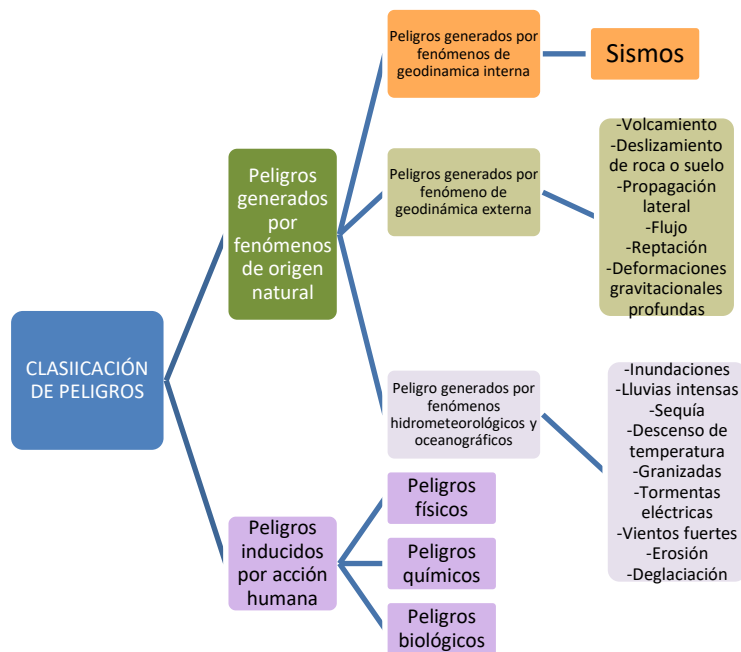 CLASIICACIÓN
DE PELIGROS
Peligros
generados
por
fenómenos
de origen
natural
Peligros generados por
fenómenos de
geodinamica interna
Sismos
Peligros generados por
fenómeno de
geodinámica externa
-Volcamiento
-Deslizamiento
de roca o suelo
-Propagación
lateral
-Flujo
-Reptación
-Deformaciones
gravitacionales
profundas
Peligro generados por
fenómenos
hidrometeorológicos y
oceanográficos
-Inundaciones
-Lluvias intensas
-Sequía
-Descenso de
temperatura
-Granizadas
-Tormentas
eléctricas
-Vientos fuertes
-Erosión
-Deglaciación
Peligros
inducidos
por acción
humana
Peligros
físicos
Peligros
químicos
Peligros
biológicos